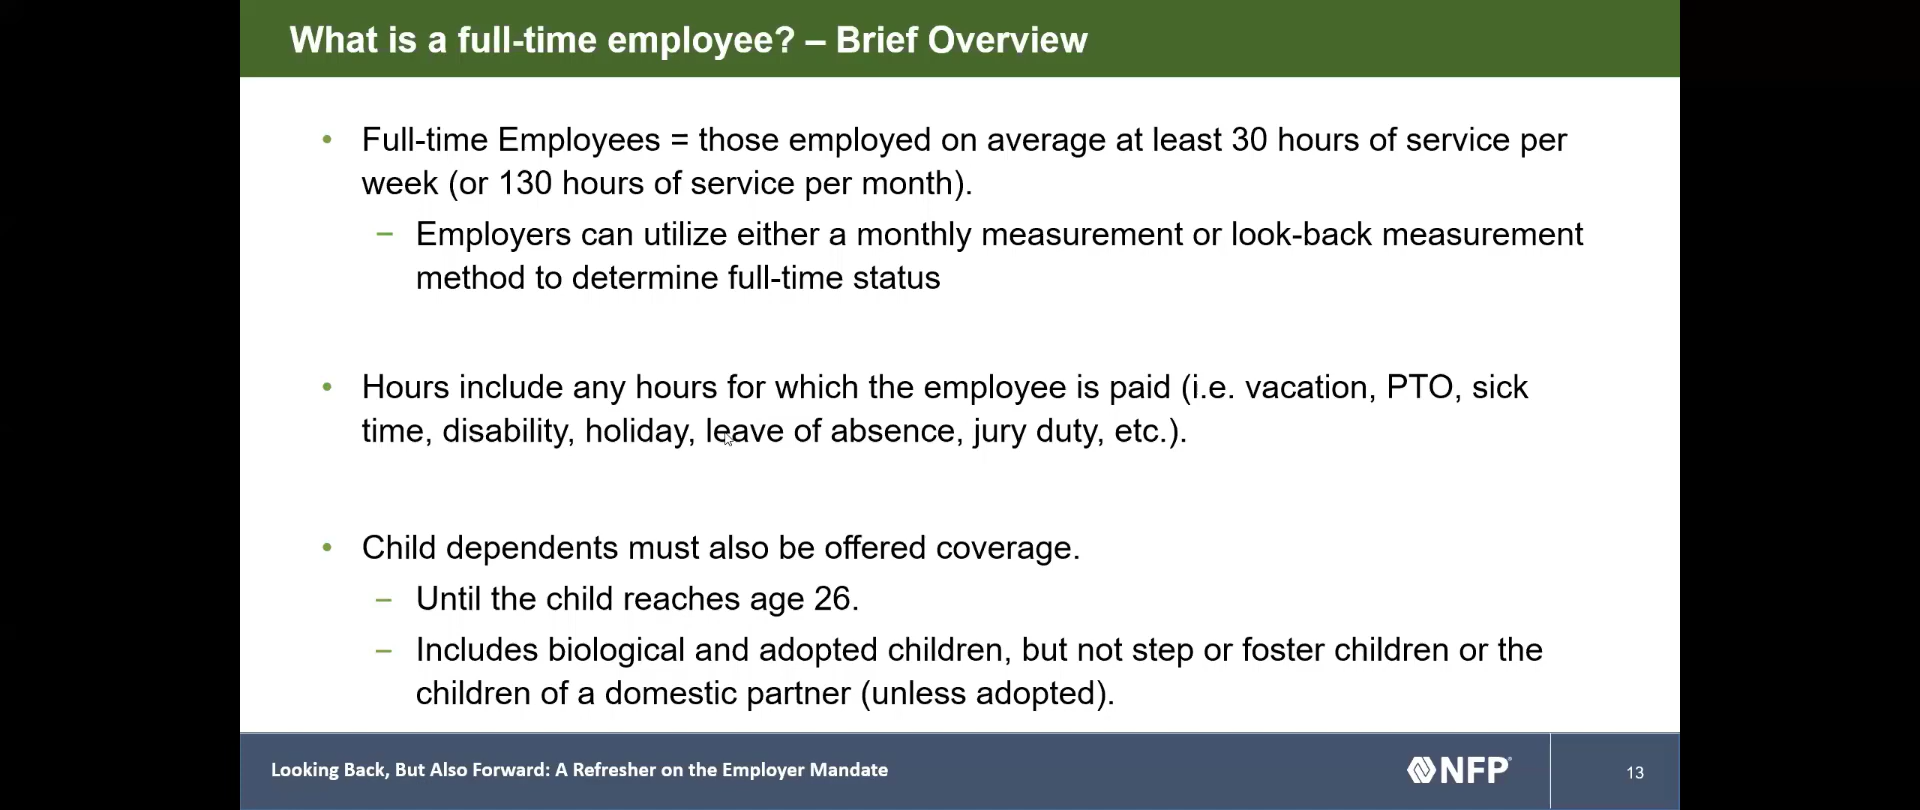 What is a full-time employee? – Brief Overview
• Full-time Employees = those employed on average at least 30 hours of service per
week (or 130 hours of service per month).
– Employers can utilize either a monthly measurement or look-back measurement
method to determine full-time status
• Hours include any hours for which the employee is paid (i.e. vacation, PTO, sick
time, disability, holiday, leave of absence, jury duty, etc.).
• Child dependents must also be offered coverage.
– Until the child reaches age 26.
– Includes biological and adopted children, but not step or foster children or the
children of a domestic partner (unless adopted).
Looking Back, But Also Forward: A Refresher on the Employer Mandate
NFP
13